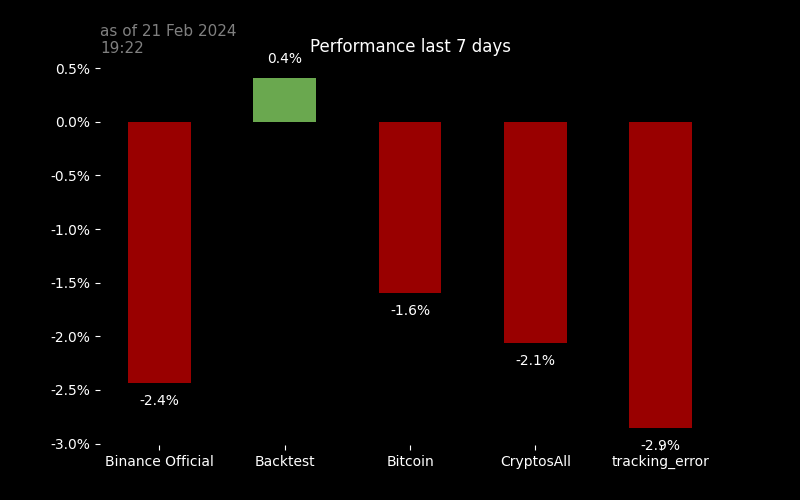 as of 21 Feb 2024
19:22
Performance last 7 days
0.4%
0.5%
0.0%
-0.5%
-1.0%
-1.5%
-1.6%
-2.0%
-2.1%
-2.5%
-2.4%
-3.0%
-2.9%
Binance Official
Backtest
Bitcoin
CryptosAll
tracking_error